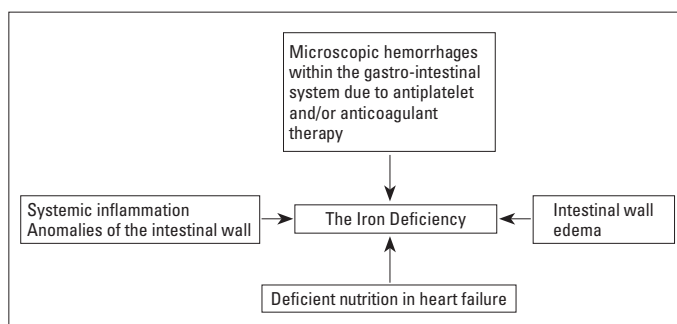 Microscopic hemorrhages
within the gastro-intestinal
system due to antiplatelet
and/or anticoagulant
therapy
Systemic inflammation
Anomalies of the intestinal wall
The Iron Deficiency
Intestinal wall
edema
Deficient nutrition in heart failure